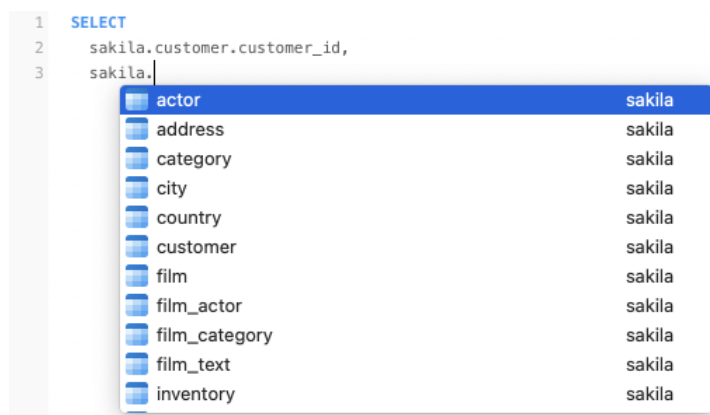 1 SELECT
2 sakila.customer.customer_id,
3 sakila.
actor sakila
address sakila
category sakila
city sakila
country sakila
customer sakila
film sakila
film_actor sakila
film_category sakila
film_text sakila
inventory sakila